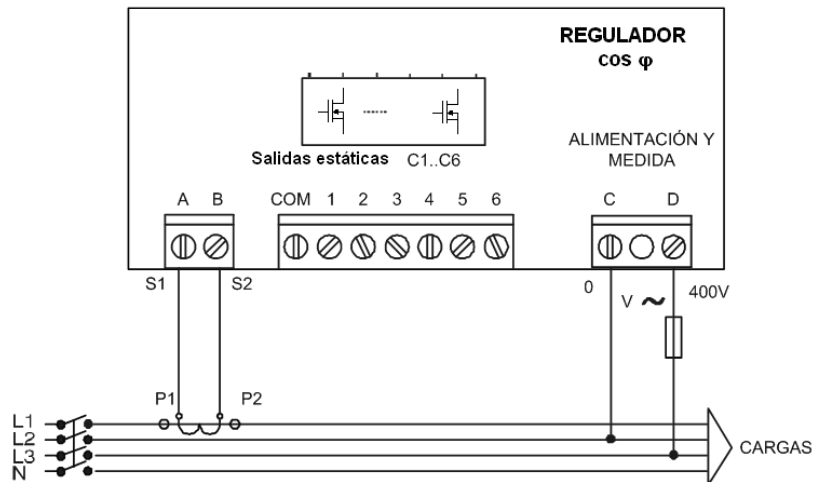 REGULADOR
cos φ
Salidas estáticas C1..C6
ALIMENTACIÓN Y
MEDIDA
A B COM 1 2 3 4 5 6 C D
S1 S2 0 V ~ 400V
P1 P2
L1
L2
L3
N
CARGAS